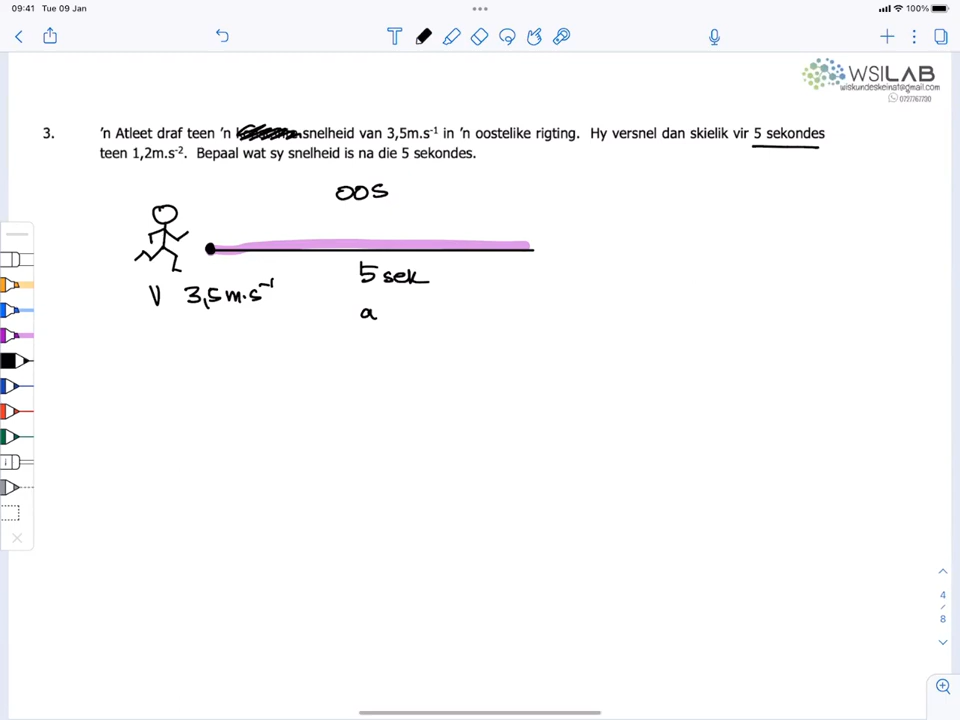 09:41 Tue 09 Jan
100%
WSILAB
wiskundeskeinat@gmail.com
0727767730
3. 'n Atleet draf teen 'n snelheid van 3,5m.s⁻¹ in 'n oostelike rigting. Hy versnel dan skielik vir 5 sekondes
teen 1,2m.s⁻². Bepaal wat sy snelheid is na die 5 sekondes.
OOS
5 sek
V 3,5 m.s⁻¹
a
4
/
8